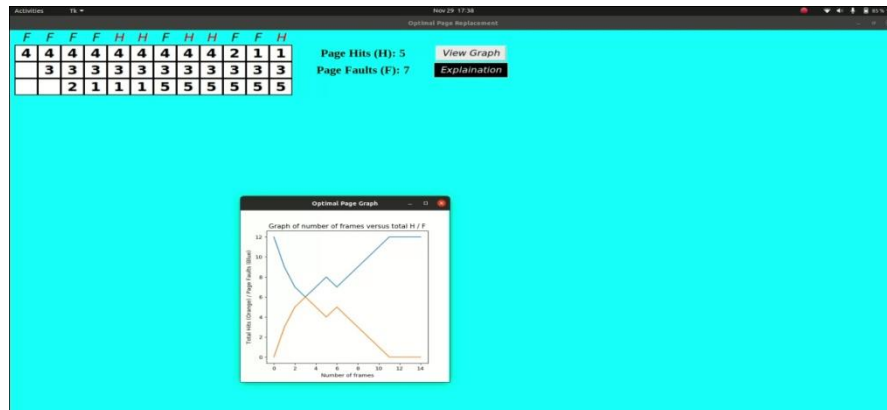 Activities Tk Nov 29 17:38 85 %
Optimal Page Replacement
F F F F H H F H H F F H
4 4 4 4 4 4 4 4 4 2 1 1
3 3 3 3 3 3 3 3 3 3 3
2 1 1 1 5 5 5 5 5 5
Page Hits (H): 5
Page Faults (F): 7
View Graph
Explaination
Optimal Page Graph
Graph of number of frames versus total H / F
Total Hits (Orange) / Page Faults (Blue)
12
10
8
6
4
2
0
0 2 4 6 8 10 12 14
Number of frames